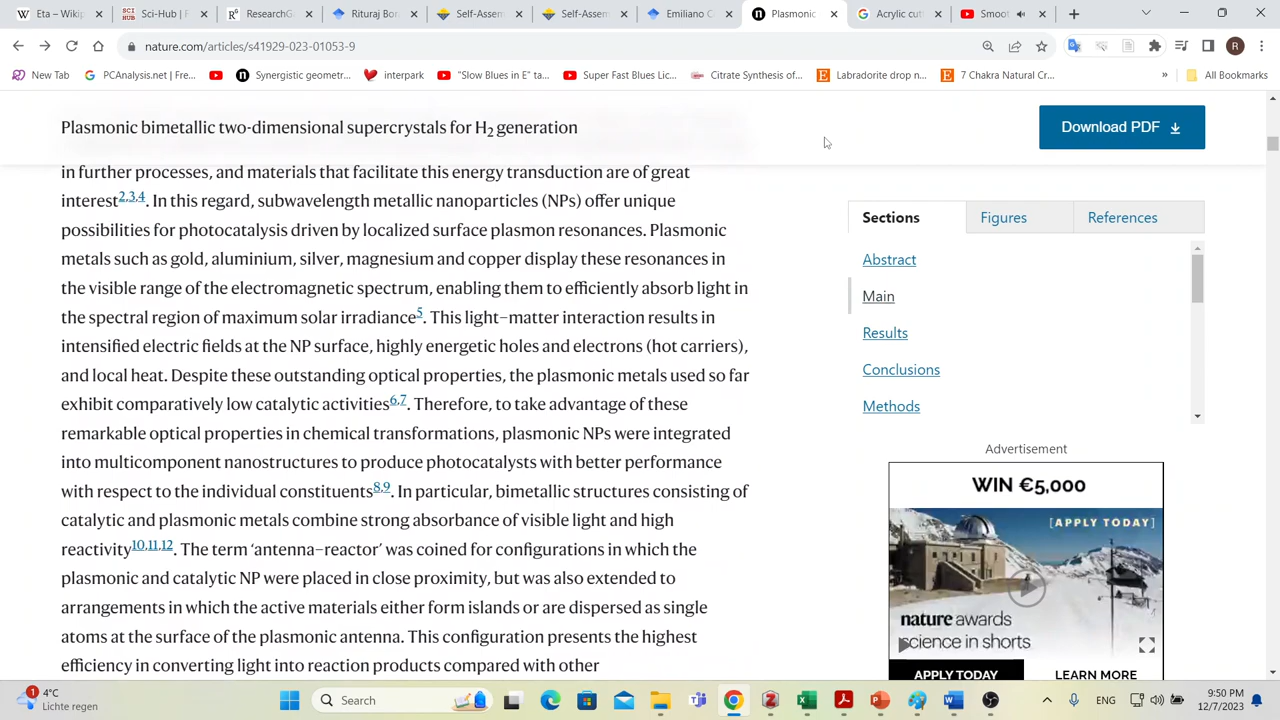 Eta – Wiki
Sci-Hub | F
ResearchG
Rituraj Bor
Self-Assem
Self-Assem
Emiliano C
Plasmonic
Acrylic cut
Smoot
nature.com/articles/s41929-023-01053-9
R
New Tab
PCAnalysis.net | Fre...
Synergistic geometr...
interpark
"Slow Blues in E" ta...
Super Fast Blues Lic...
Citrate Synthesis of...
Labradorite drop n...
7 Chakra Natural Cr...
»
All Bookmarks
Plasmonic bimetallic two-dimensional supercrystals for H2 generation
Download PDF
in further processes, and materials that facilitate this energy transduction are of great
interest2,3,4. In this regard, subwavelength metallic nanoparticles (NPs) offer unique
possibilities for photocatalysis driven by localized surface plasmon resonances. Plasmonic
metals such as gold, aluminium, silver, magnesium and copper display these resonances in
the visible range of the electromagnetic spectrum, enabling them to efficiently absorb light in
the spectral region of maximum solar irradiance5. This light–matter interaction results in
intensified electric fields at the NP surface, highly energetic holes and electrons (hot carriers),
and local heat. Despite these outstanding optical properties, the plasmonic metals used so far
exhibit comparatively low catalytic activities6,7. Therefore, to take advantage of these
remarkable optical properties in chemical transformations, plasmonic NPs were integrated
into multicomponent nanostructures to produce photocatalysts with better performance
with respect to the individual constituents8,9. In particular, bimetallic structures consisting of
catalytic and plasmonic metals combine strong absorbance of visible light and high
reactivity10,11,12. The term ‘antenna–reactor’ was coined for configurations in which the
plasmonic and catalytic NP were placed in close proximity, but was also extended to
arrangements in which the active materials either form islands or are dispersed as single
atoms at the surface of the plasmonic antenna. This configuration presents the highest
efficiency in converting light into reaction products compared with other
Sections
Figures
References
Abstract
Main
Results
Conclusions
Methods
Advertisement
WIN €5,000
[APPLY TODAY]
nature awards
science in shorts
APPLY TODAY
LEARN MORE
1
4°C
Lichte regen
Search
ENG
9:50 PM
12/7/2023